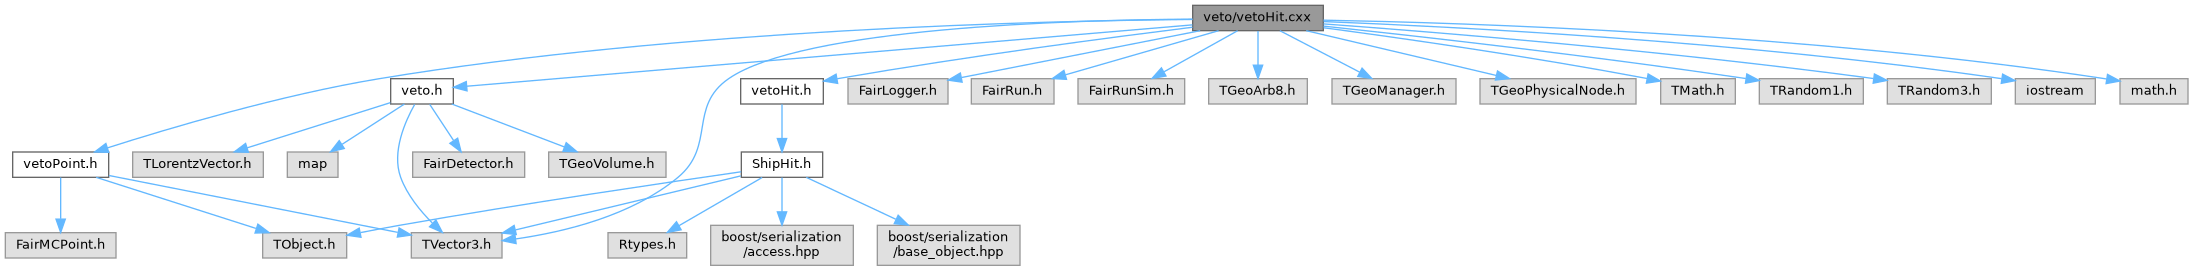 veto/vetoHit.cxx
veto.h
vetoHit.h
FairLogger.h
FairRun.h
FairRunSim.h
TGeoArb8.h
TGeoManager.h
TGeoPhysicalNode.h
TMath.h
TRandom1.h
TRandom3.h
iostream
math.h
vetoPoint.h
TLorentzVector.h
map
FairDetector.h
TGeoVolume.h
ShipHit.h
FairMCPoint.h
TObject.h
TVector3.h
Rtypes.h
boost/serialization
/access.hpp
boost/serialization
/base_object.hpp